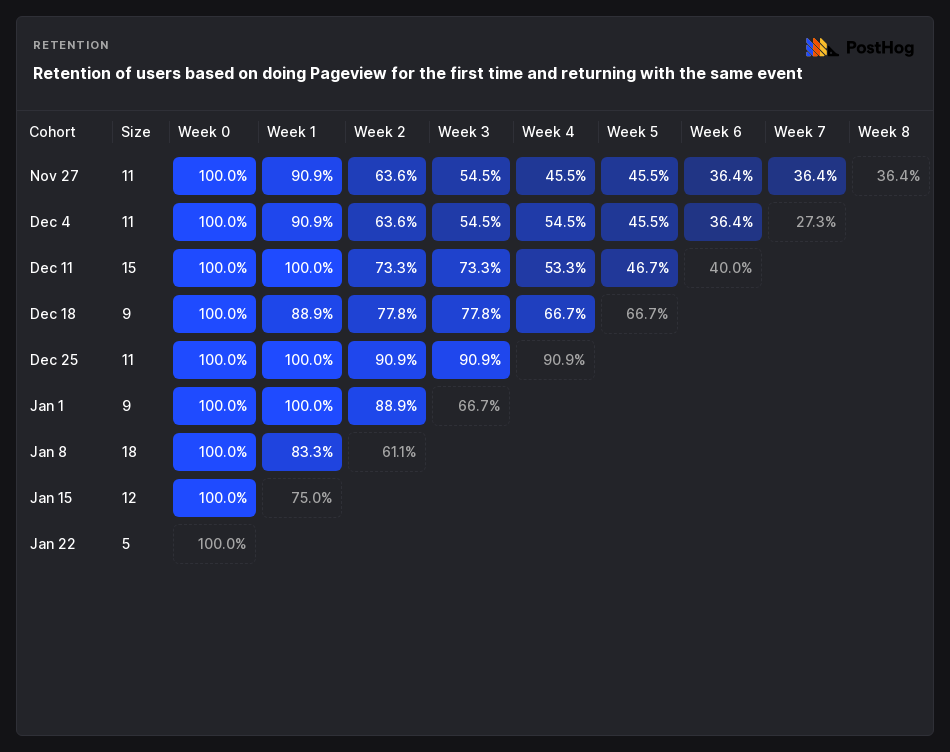 RETENTION
PostHog
Retention of users based on doing Pageview for the first time and returning with the same event
Cohort Size Week 0 Week 1 Week 2 Week 3 Week 4 Week 5 Week 6 Week 7 Week 8
Nov 27 11 100.0% 90.9% 63.6% 54.5% 45.5% 45.5% 36.4% 36.4% 36.4%
Dec 4 11 100.0% 90.9% 63.6% 54.5% 54.5% 45.5% 36.4% 27.3%
Dec 11 15 100.0% 100.0% 73.3% 73.3% 53.3% 46.7% 40.0%
Dec 18 9 100.0% 88.9% 77.8% 77.8% 66.7% 66.7%
Dec 25 11 100.0% 100.0% 90.9% 90.9% 90.9%
Jan 1 9 100.0% 100.0% 88.9% 66.7%
Jan 8 18 100.0% 83.3% 61.1%
Jan 15 12 100.0% 75.0%
Jan 22 5 100.0%